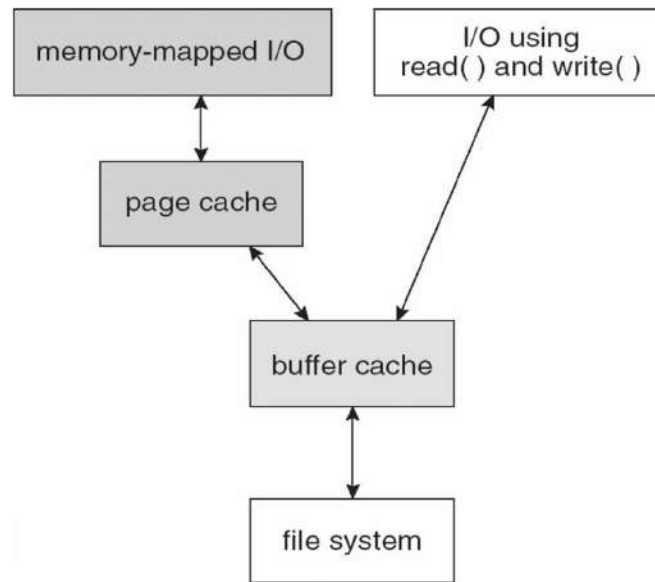 memory-mapped I/O
I/O using
read( ) and write( )
page cache
buffer cache
file system